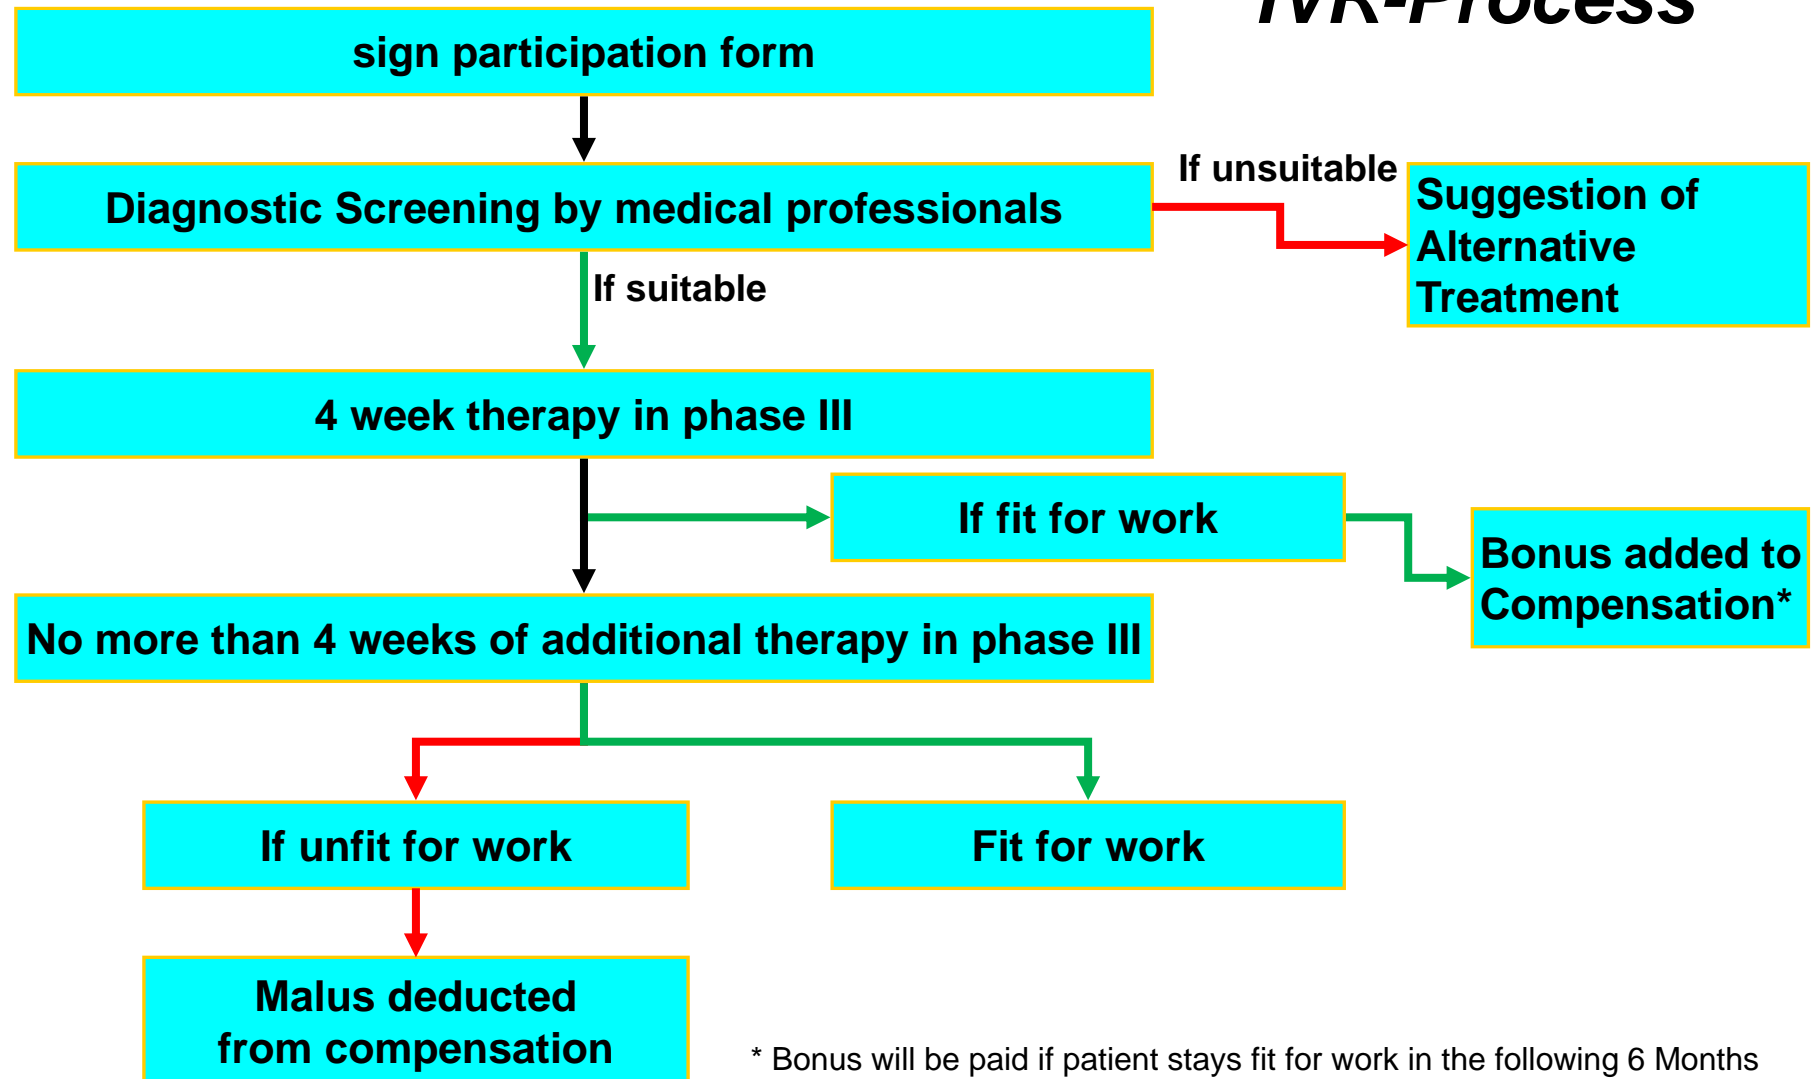 IVR-Process
sign participation form
Diagnostic Screening by medical professionals
If unsuitable
Suggestion of
Alternative
Treatment
If suitable
4 week therapy in phase III
If fit for work
Bonus added to
Compensation*
No more than 4 weeks of additional therapy in phase III
If unfit for work
Fit for work
Malus deducted
from compensation
* Bonus will be paid if patient stays fit for work in the following 6 Months